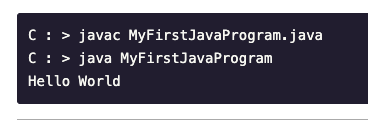 C : > javac MyFirstJavaProgram.java
C : > java MyFirstJavaProgram
Hello World